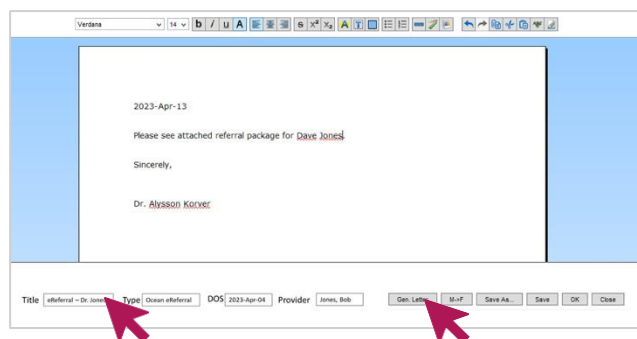 Verdana 14 b / U A S X² X₂ A T
2023-Apr-13
Please see attached referral package for Dave Jones.
Sincerely,
Dr. Alysson Korver
Title eReferral – Dr. Jones Type Ocean eReferral DOS 2023-Apr-04 Provider Jones, Bob Gen. Letter M->F Save As... Save OK Close